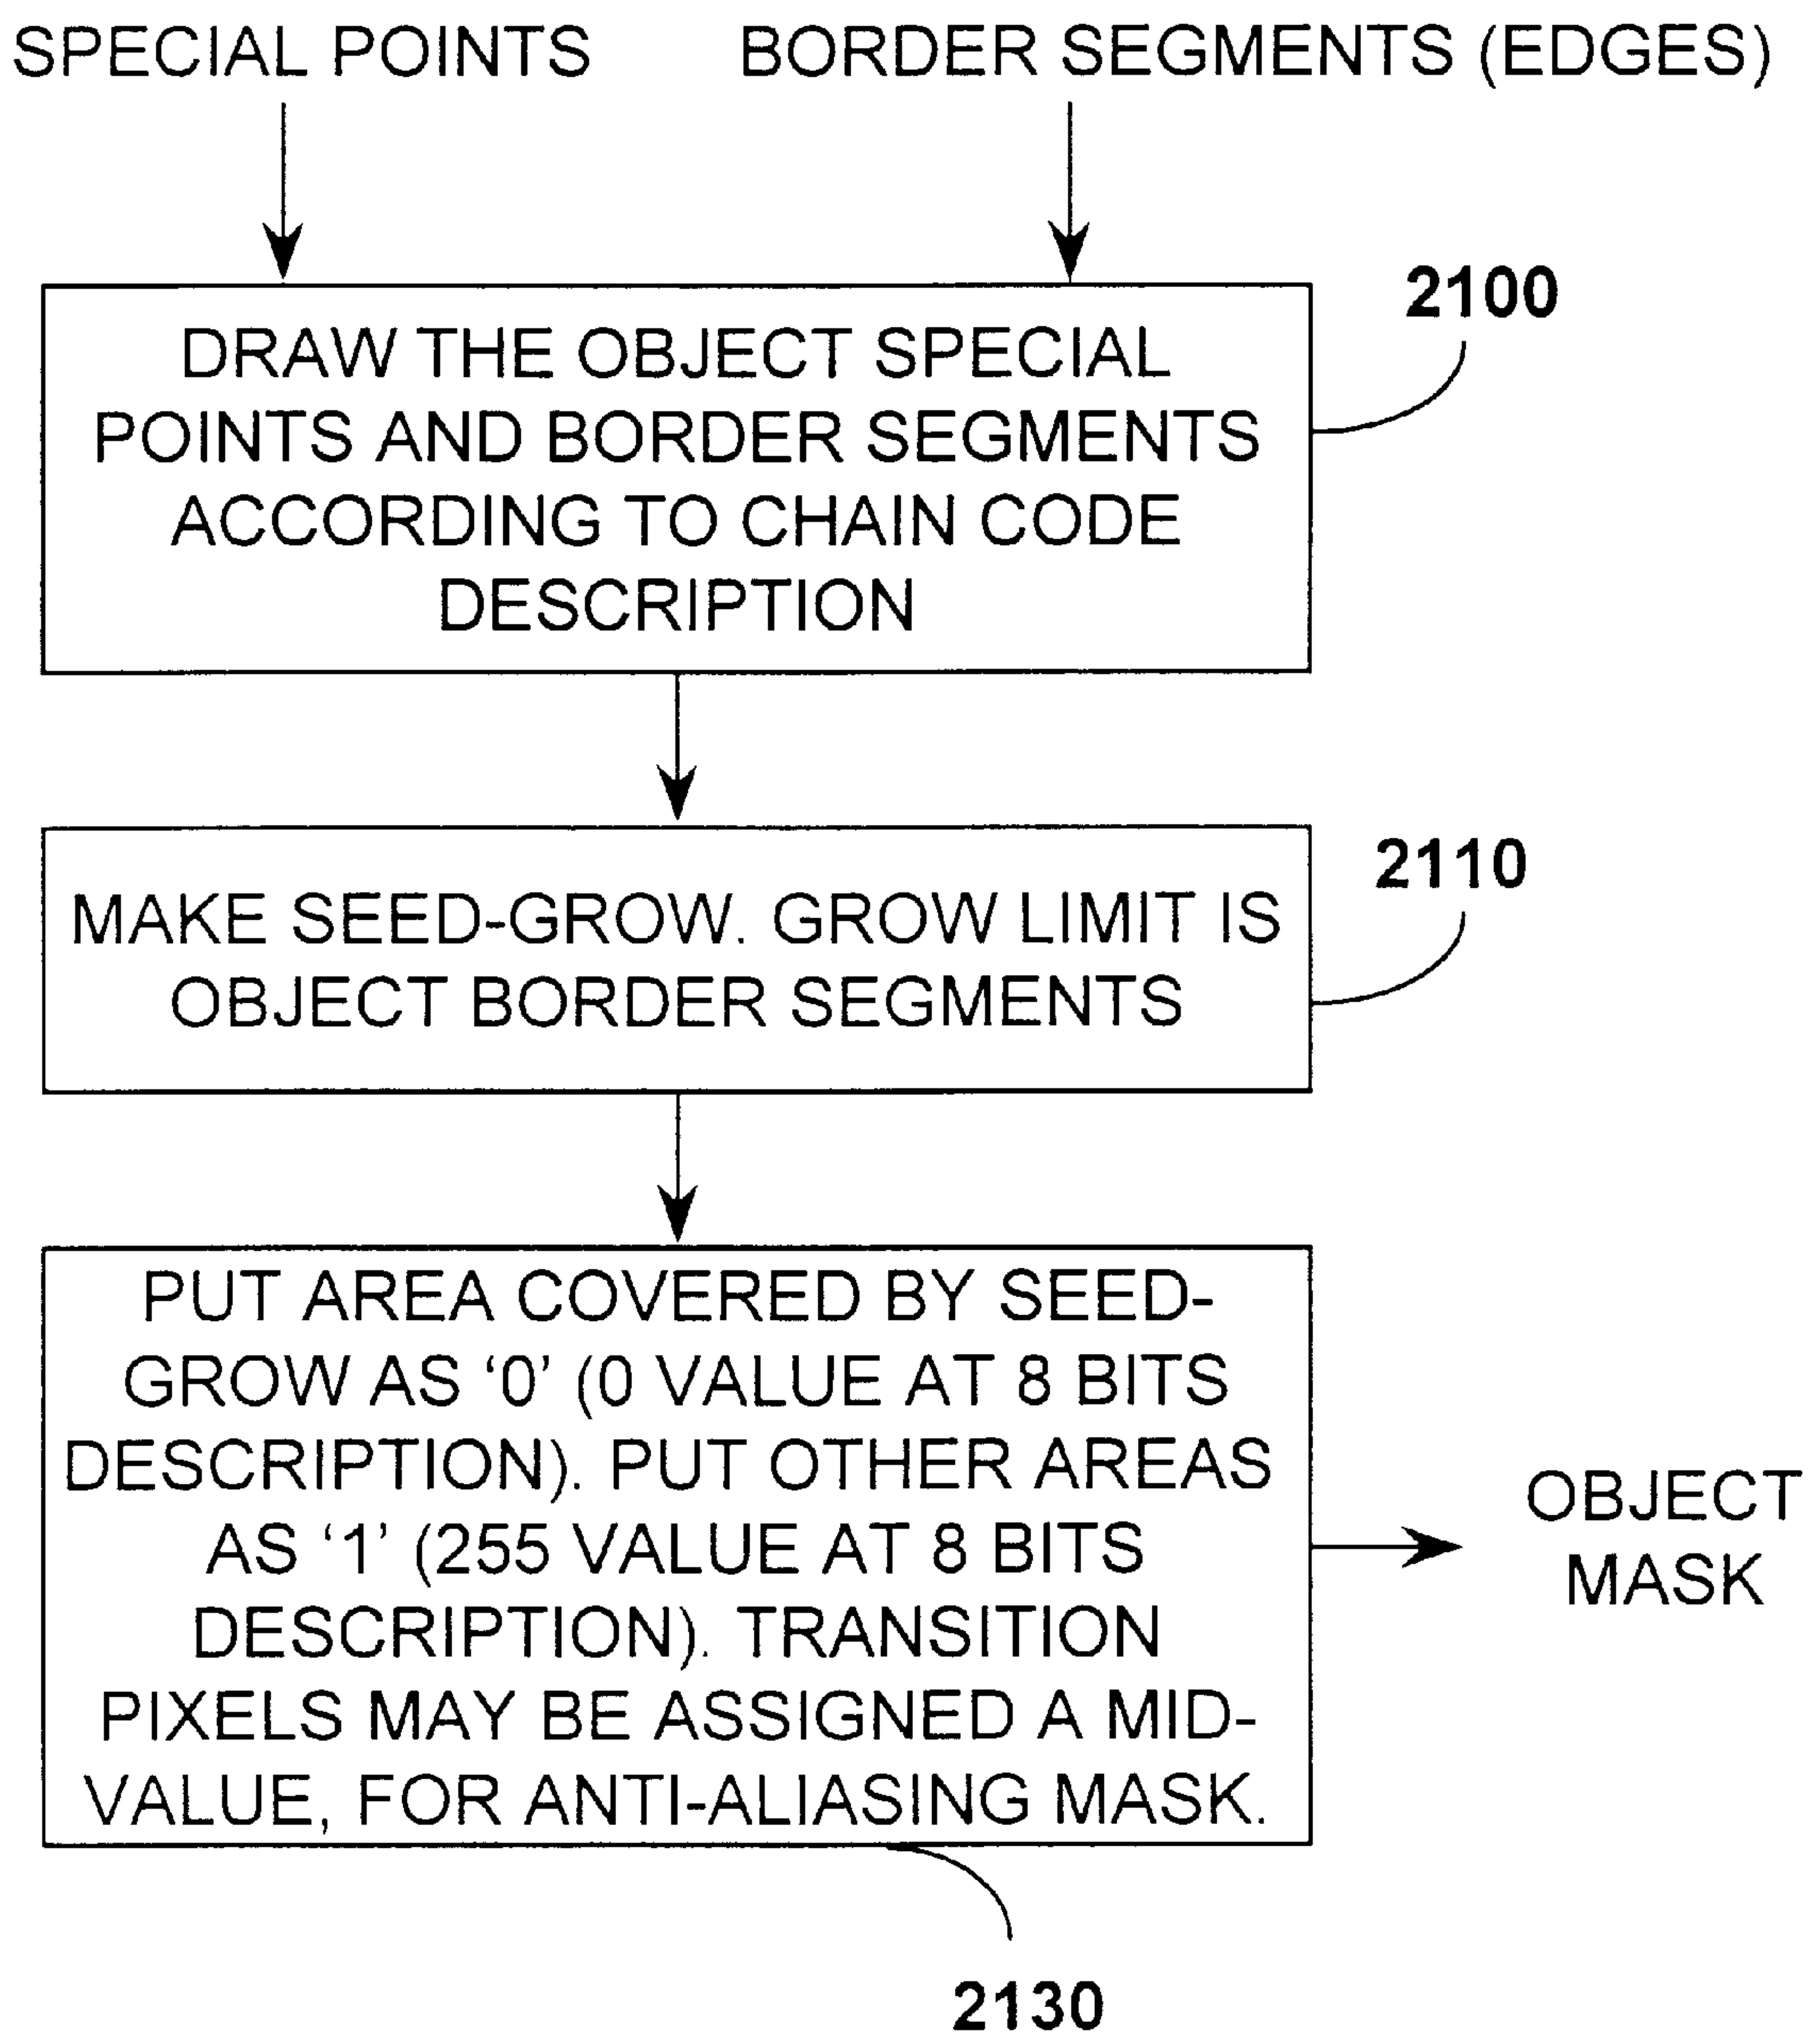 SPECIAL POINTS
BORDER SEGMENTS (EDGES)
2100
DRAW THE OBJECT SPECIAL
POINTS AND BORDER SEGMENTS
ACCORDING TO CHAIN CODE
DESCRIPTION
2110
MAKE SEED-GROW. GROW LIMIT IS
OBJECT BORDER SEGMENTS
PUT AREA COVERED BY SEED-
GROW AS ‘0’ (0 VALUE AT 8 BITS
DESCRIPTION). PUT OTHER AREAS
AS ‘1’ (255 VALUE AT 8 BITS
DESCRIPTION). TRANSITION
PIXELS MAY BE ASSIGNED A MID-
VALUE, FOR ANTI-ALIASING MASK.
OBJECT
MASK
2130